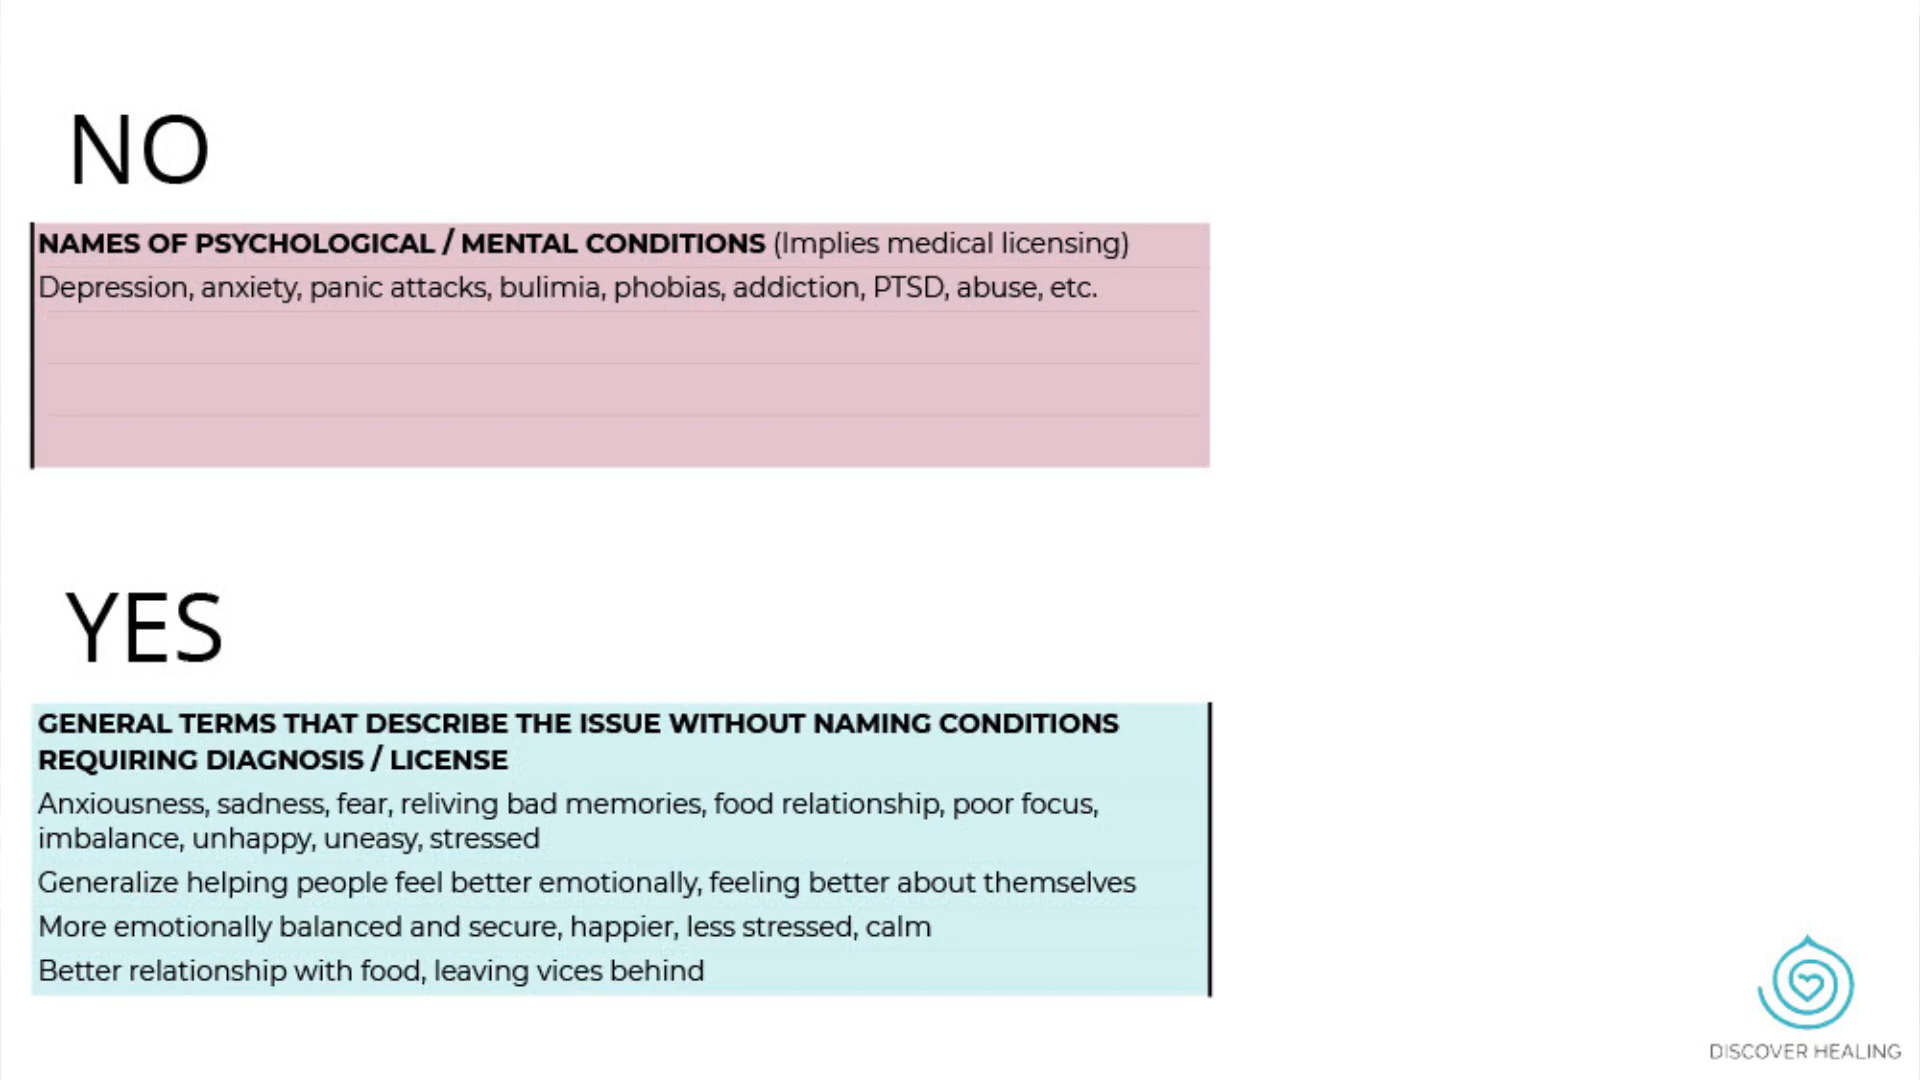 NO
NAMES OF PSYCHOLOGICAL / MENTAL CONDITIONS (Implies medical licensing)
Depression, anxiety, panic attacks, bulimia, phobias, addiction, PTSD, abuse, etc.
YES
GENERAL TERMS THAT DESCRIBE THE ISSUE WITHOUT NAMING CONDITIONS
REQUIRING DIAGNOSIS / LICENSE
Anxiousness, sadness, fear, reliving bad memories, food relationship, poor focus,
imbalance, unhappy, uneasy, stressed
Generalize helping people feel better emotionally, feeling better about themselves
More emotionally balanced and secure, happier, less stressed, calm
Better relationship with food, leaving vices behind
DISCOVER HEALING